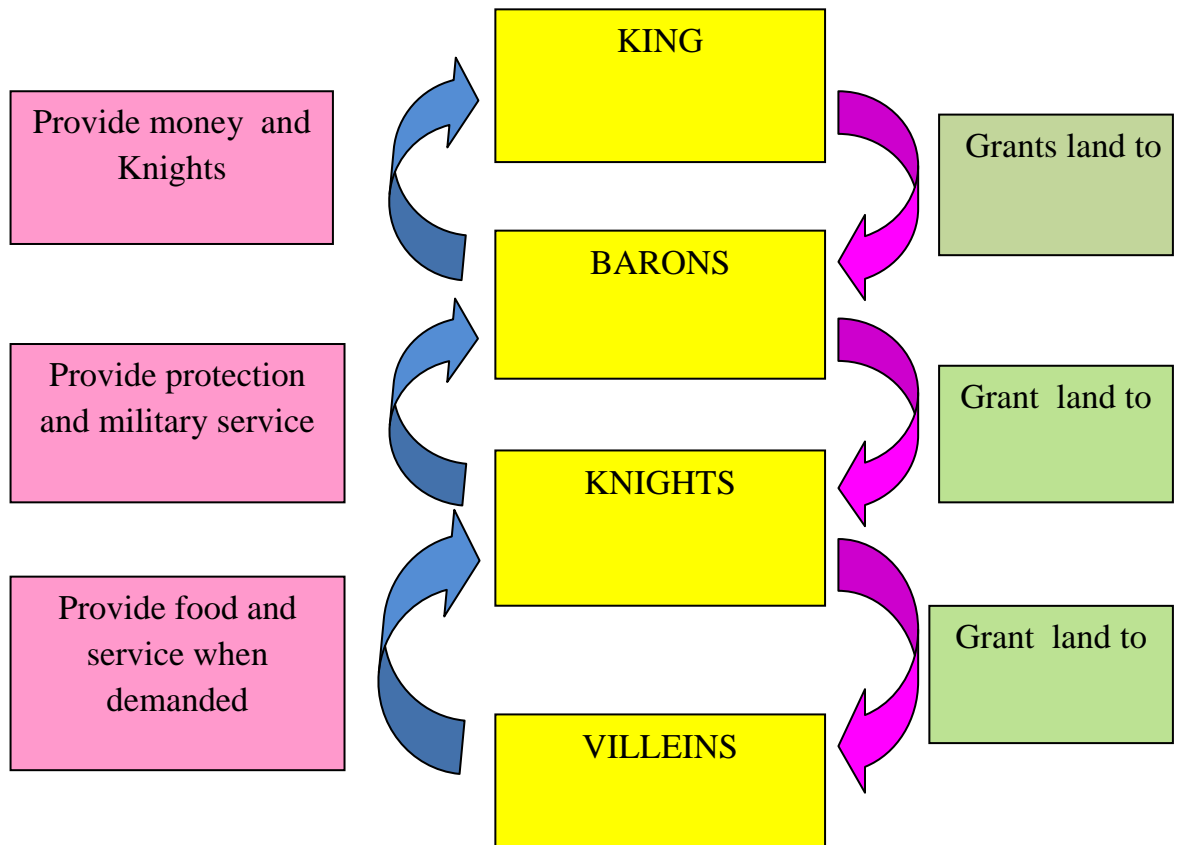 KING
Provide money and
Knights
Grants land to
BARONS
Provide protection
and military service
Grant land to
KNIGHTS
Provide food and
service when
demanded
Grant land to
VILLEINS